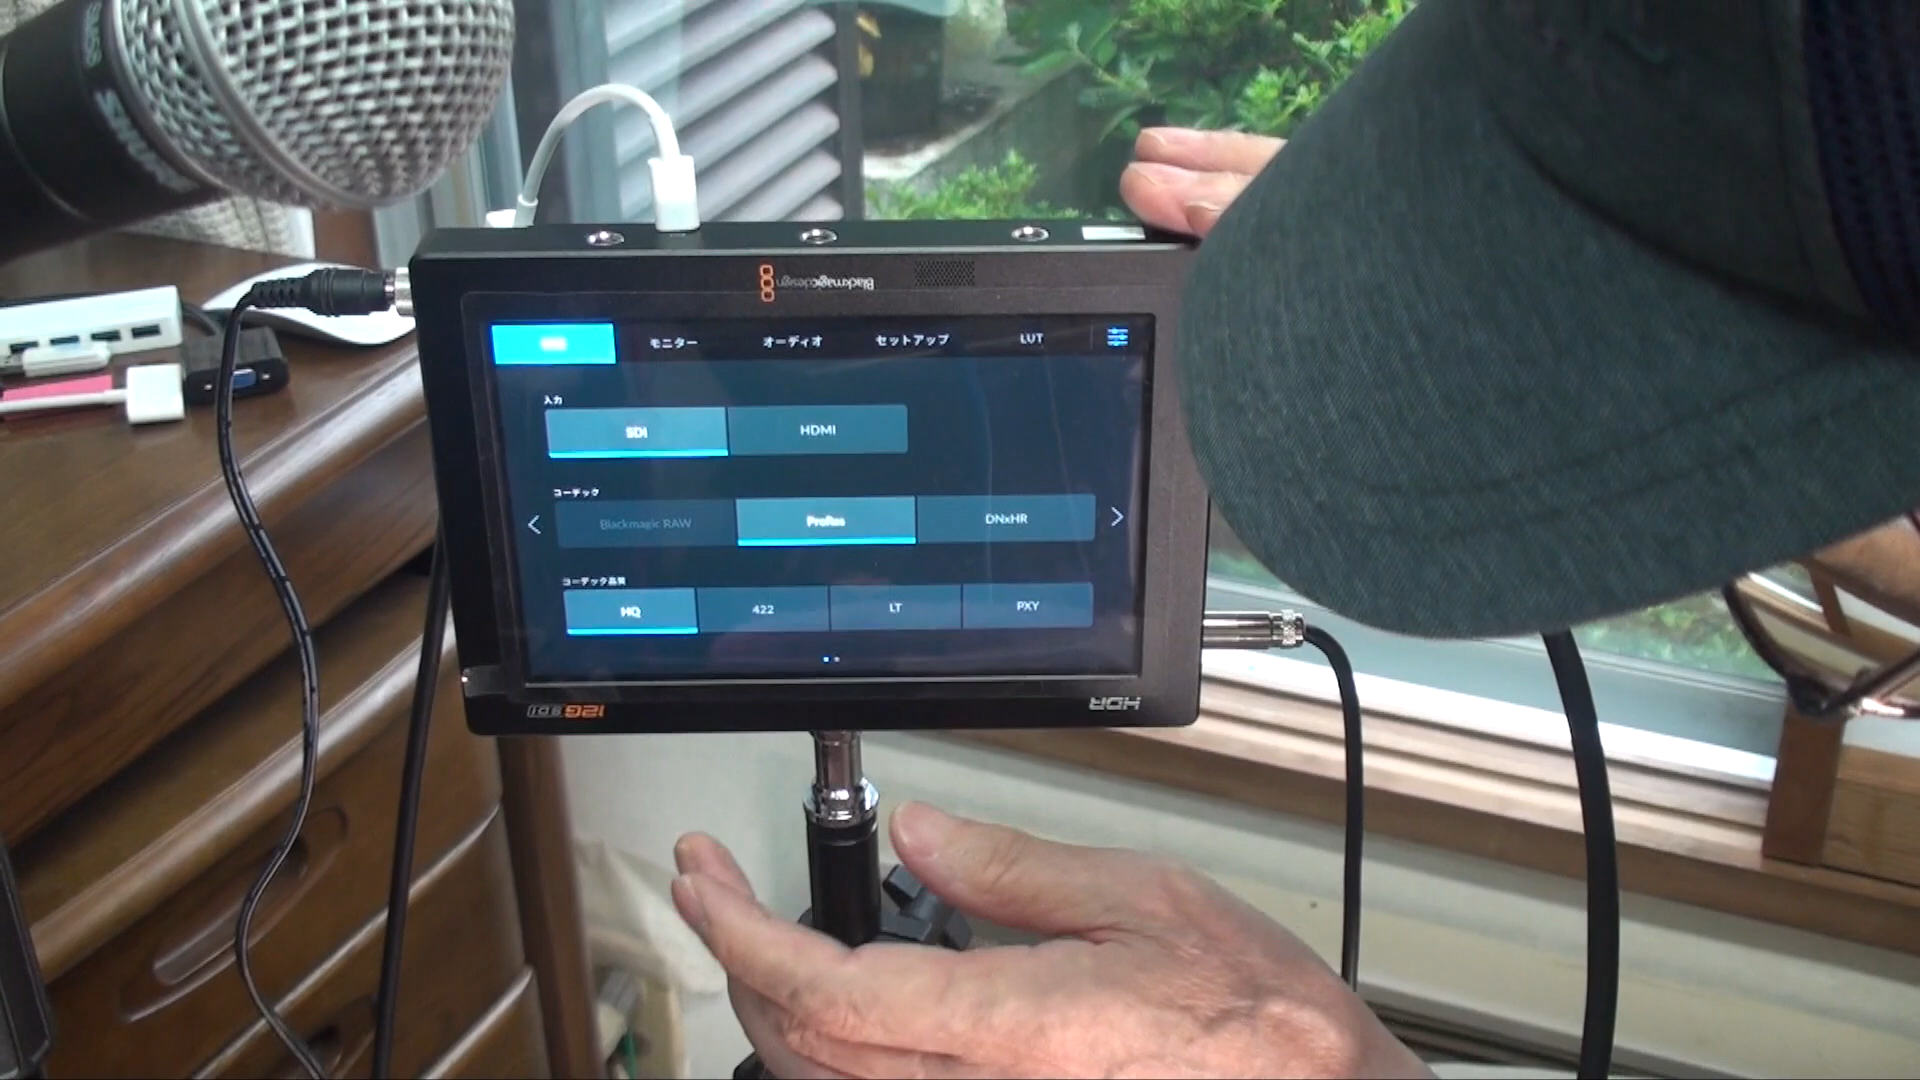 SHURE
Blackmagicdesign
モニター オーディオ セットアップ LUT
入力
SDI HDMI
コーデック
Blackmagic RAW ProRes DNxHR
コーデック品質
HQ 422 LT PXY
12G SDI HDR